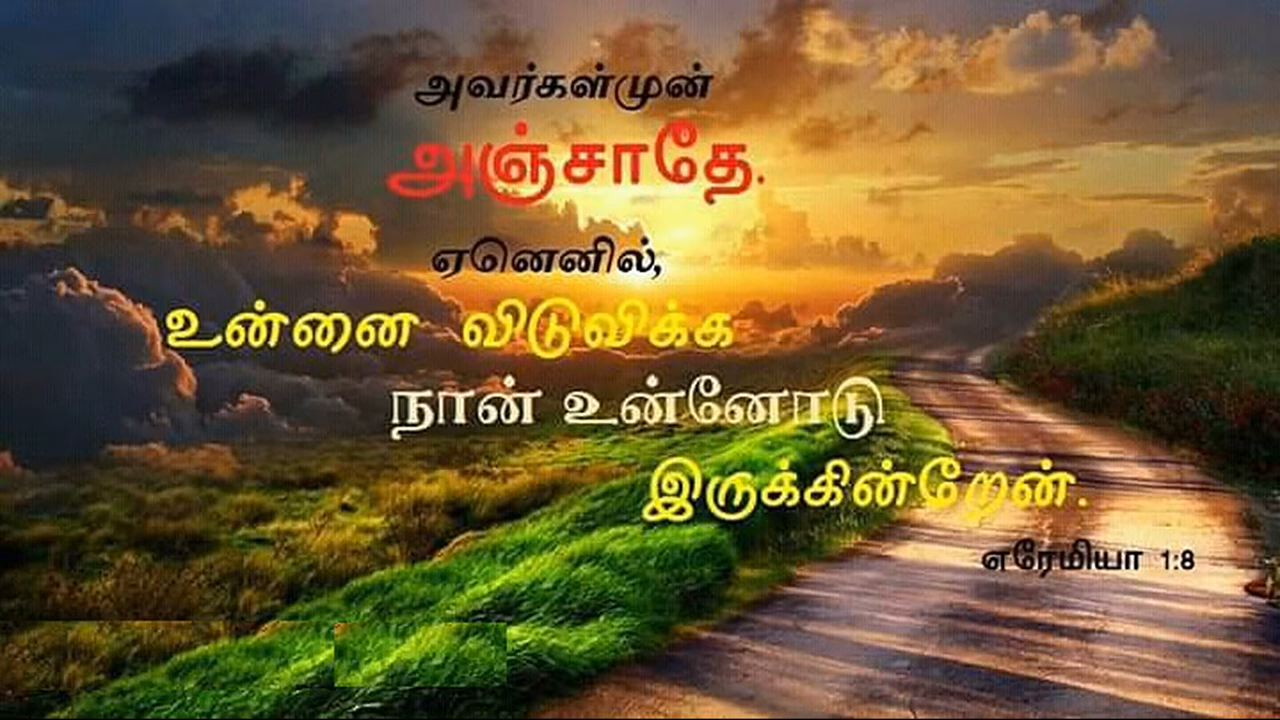 அவர்கள்முன்
அஞ்சாதே.
ஏனெனில்,
உன்னை விடுவிக்க
நான் உன்னோடு
இருக்கின்றேன்.
எரேமியா 1:8